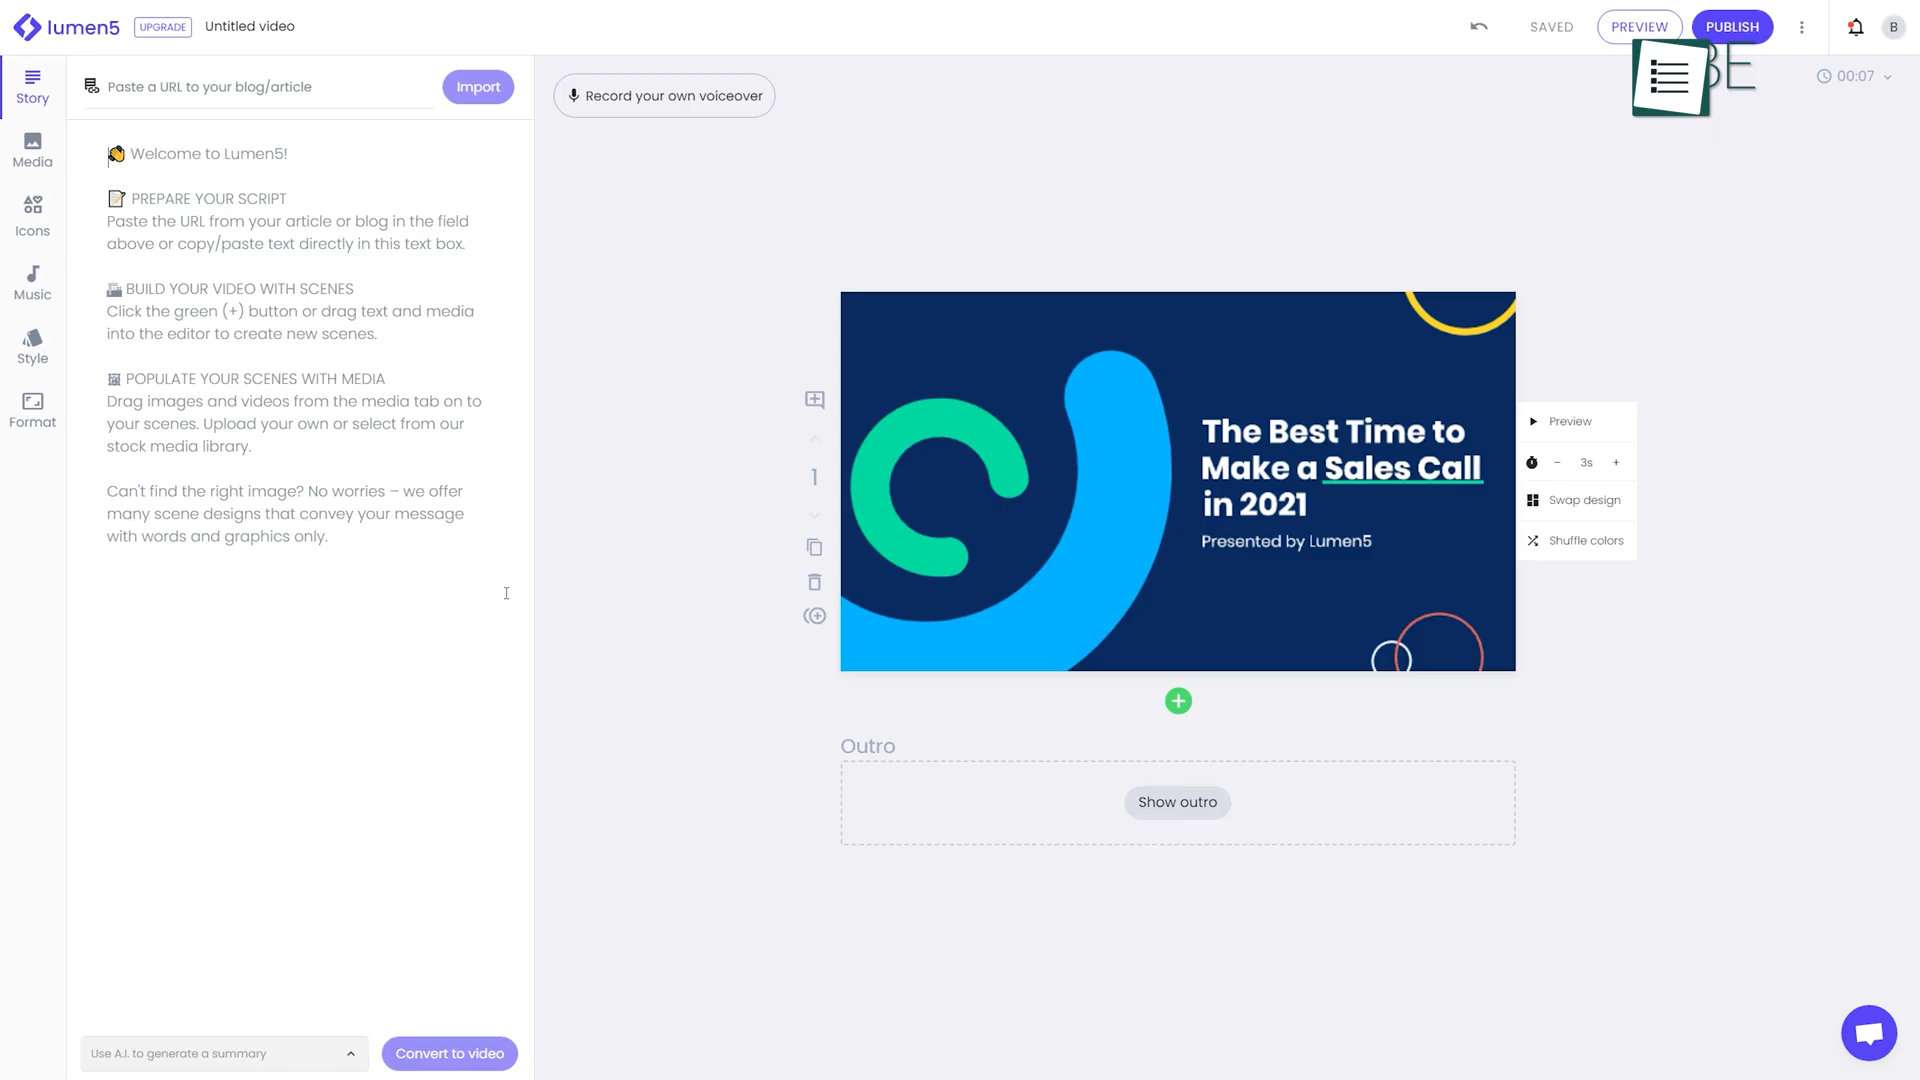 lumen5
UPGRADE
Untitled video
SAVED
PREVIEW
PUBLISH
B
Story
Media
Icons
Music
Style
Format
Paste a URL to your blog/article
Import
👋 Welcome to Lumen5!
📝 PREPARE YOUR SCRIPT
Paste the URL from your article or blog in the field
above or copy/paste text directly in this text box.
BUILD YOUR VIDEO WITH SCENES
Click the green (+) button or drag text and media
into the editor to create new scenes.
POPULATE YOUR SCENES WITH MEDIA
Drag images and videos from the media tab on to
your scenes. Upload your own or select from our
stock media library.
Can't find the right image? No worries – we offer
many scene designs that convey your message
with words and graphics only.
Use A.I. to generate a summary
Convert to video
Record your own voiceover
BE
00:07
1
The Best Time to
Make a Sales Call
in 2021
Presented by Lumen5
Preview
− 3s +
Swap design
Shuffle colors
Outro
Show outro